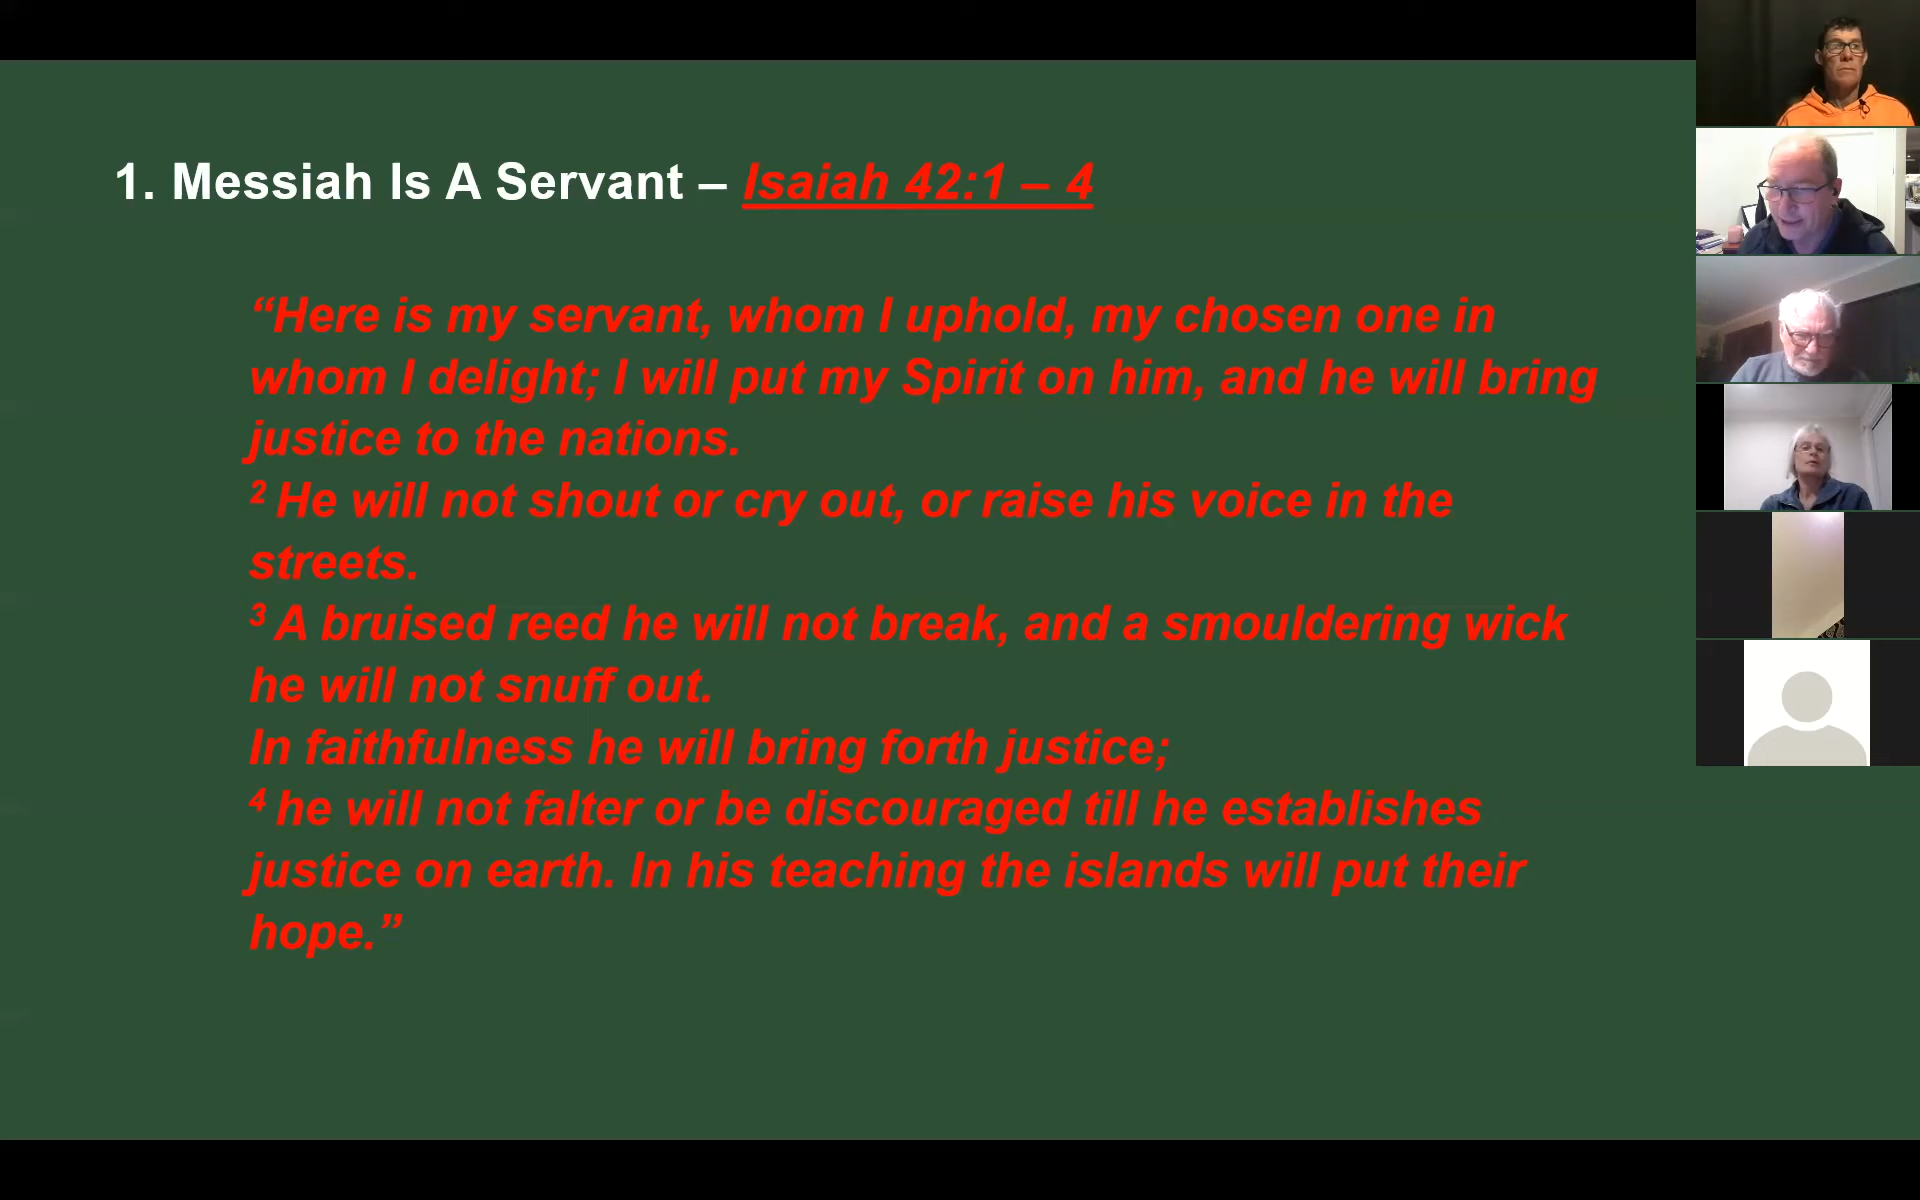 1. Messiah Is A Servant – Isaiah 42:1 – 4
“Here is my servant, whom I uphold, my chosen one in
whom I delight; I will put my Spirit on him, and he will bring
justice to the nations.
² He will not shout or cry out, or raise his voice in the
streets.
³ A bruised reed he will not break, and a smouldering wick
he will not snuff out.
In faithfulness he will bring forth justice;
⁴ he will not falter or be discouraged till he establishes
justice on earth. In his teaching the islands will put their
hope.”